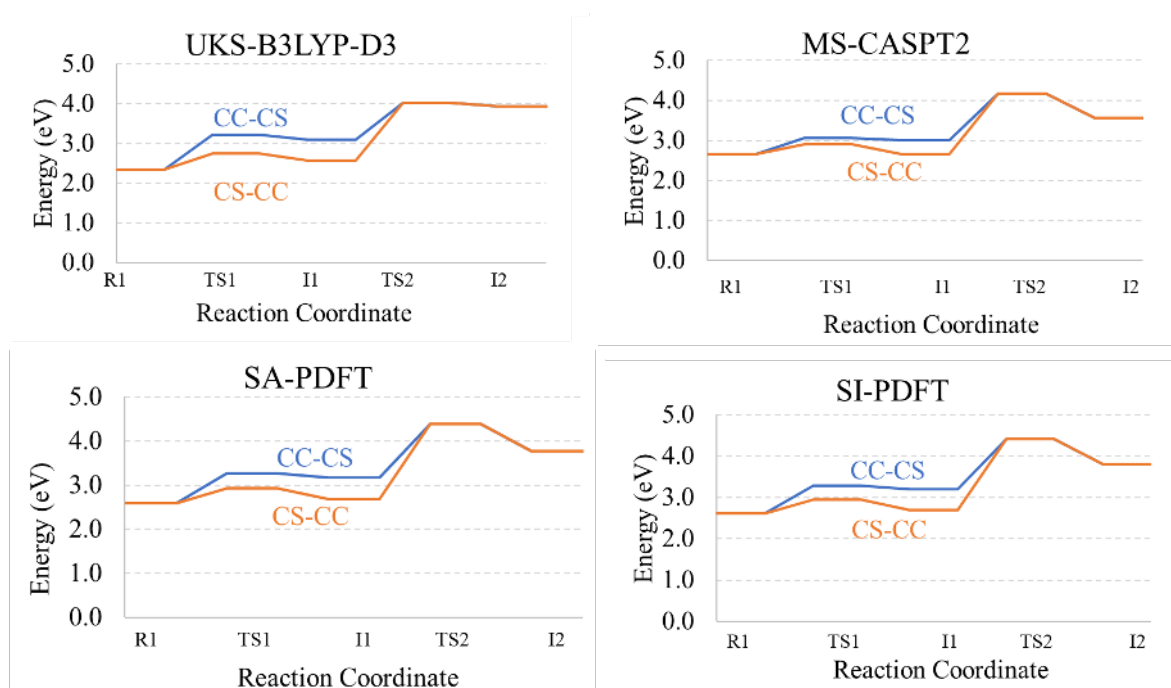 UKS-B3LYP-D3
5.0
4.0
3.0
2.0
1.0
0.0
Energy (eV)
CC-CS
CS-CC
R1 TS1 I1 TS2 I2
Reaction Coordinate
MS-CASPT2
5.0
4.0
3.0
2.0
1.0
0.0
Energy (eV)
CC-CS
CS-CC
R1 TS1 I1 TS2 I2
Reaction Coordinate
SA-PDFT
5.0
4.0
3.0
2.0
1.0
0.0
Energy (eV)
CC-CS
CS-CC
R1 TS1 I1 TS2 I2
Reaction Coordinate
SI-PDFT
5.0
4.0
3.0
2.0
1.0
0.0
Energy (eV)
CC-CS
CS-CC
R1 TS1 I1 TS2 I2
Reaction Coordinate